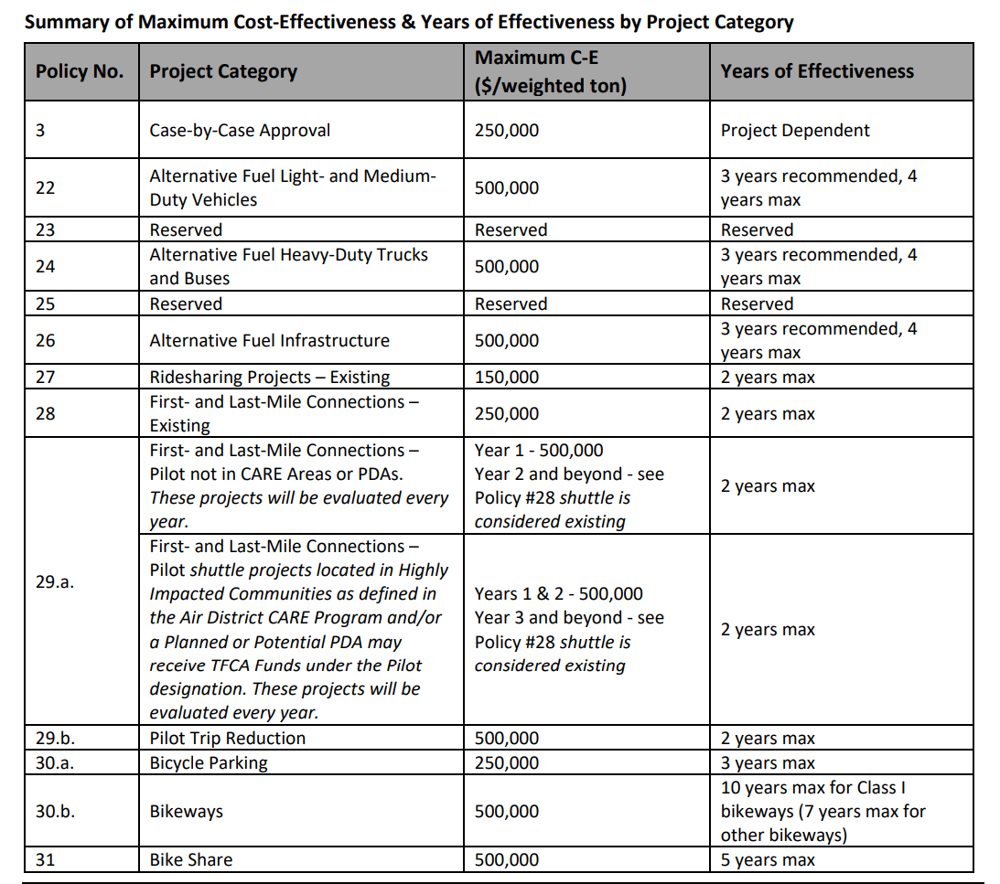 Summary of Maximum Cost-Effectiveness & Years of Effectiveness by Project Category
Policy No. Project Category Maximum C-E ($/weighted ton) Years of Effectiveness
3 Case-by-Case Approval 250,000 Project Dependent
22 Alternative Fuel Light- and Medium-
Duty Vehicles 500,000 3 years recommended, 4
years max
23 Reserved Reserved Reserved
24 Alternative Fuel Heavy-Duty Trucks
and Buses 500,000 3 years recommended, 4
years max
25 Reserved Reserved Reserved
26 Alternative Fuel Infrastructure 500,000 3 years recommended, 4
years max
27 Ridesharing Projects – Existing 150,000 2 years max
28 First- and Last-Mile Connections –
Existing 250,000 2 years max
29.a.
First- and Last-Mile Connections –
Pilot not in CARE Areas or PDAs.
These projects will be evaluated every
year.
Year 1 - 500,000
Year 2 and beyond - see
Policy #28 shuttle is
considered existing
2 years max
First- and Last-Mile Connections –
Pilot shuttle projects located in Highly
Impacted Communities as defined in
the Air District CARE Program and/or
a Planned or Potential PDA may
receive TFCA Funds under the Pilot
designation. These projects will be
evaluated every year.
Years 1 & 2 - 500,000
Year 3 and beyond - see
Policy #28 shuttle is
considered existing
2 years max
29.b. Pilot Trip Reduction 500,000 2 years max
30.a. Bicycle Parking 250,000 3 years max
30.b. Bikeways 500,000 10 years max for Class I
bikeways (7 years max for
other bikeways)
31 Bike Share 500,000 5 years max